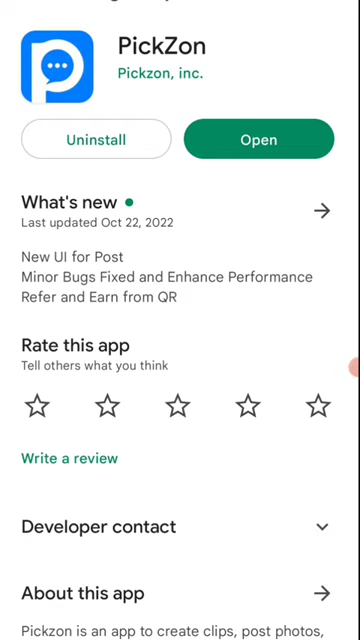 PickZon
Pickzon, inc.
Uninstall
Open
What's new
Last updated Oct 22, 2022
New UI for Post
Minor Bugs Fixed and Enhance Performance
Refer and Earn from QR
Rate this app
Tell others what you think
Write a review
Developer contact
About this app
Pickzon is an app to create clips, post photos,